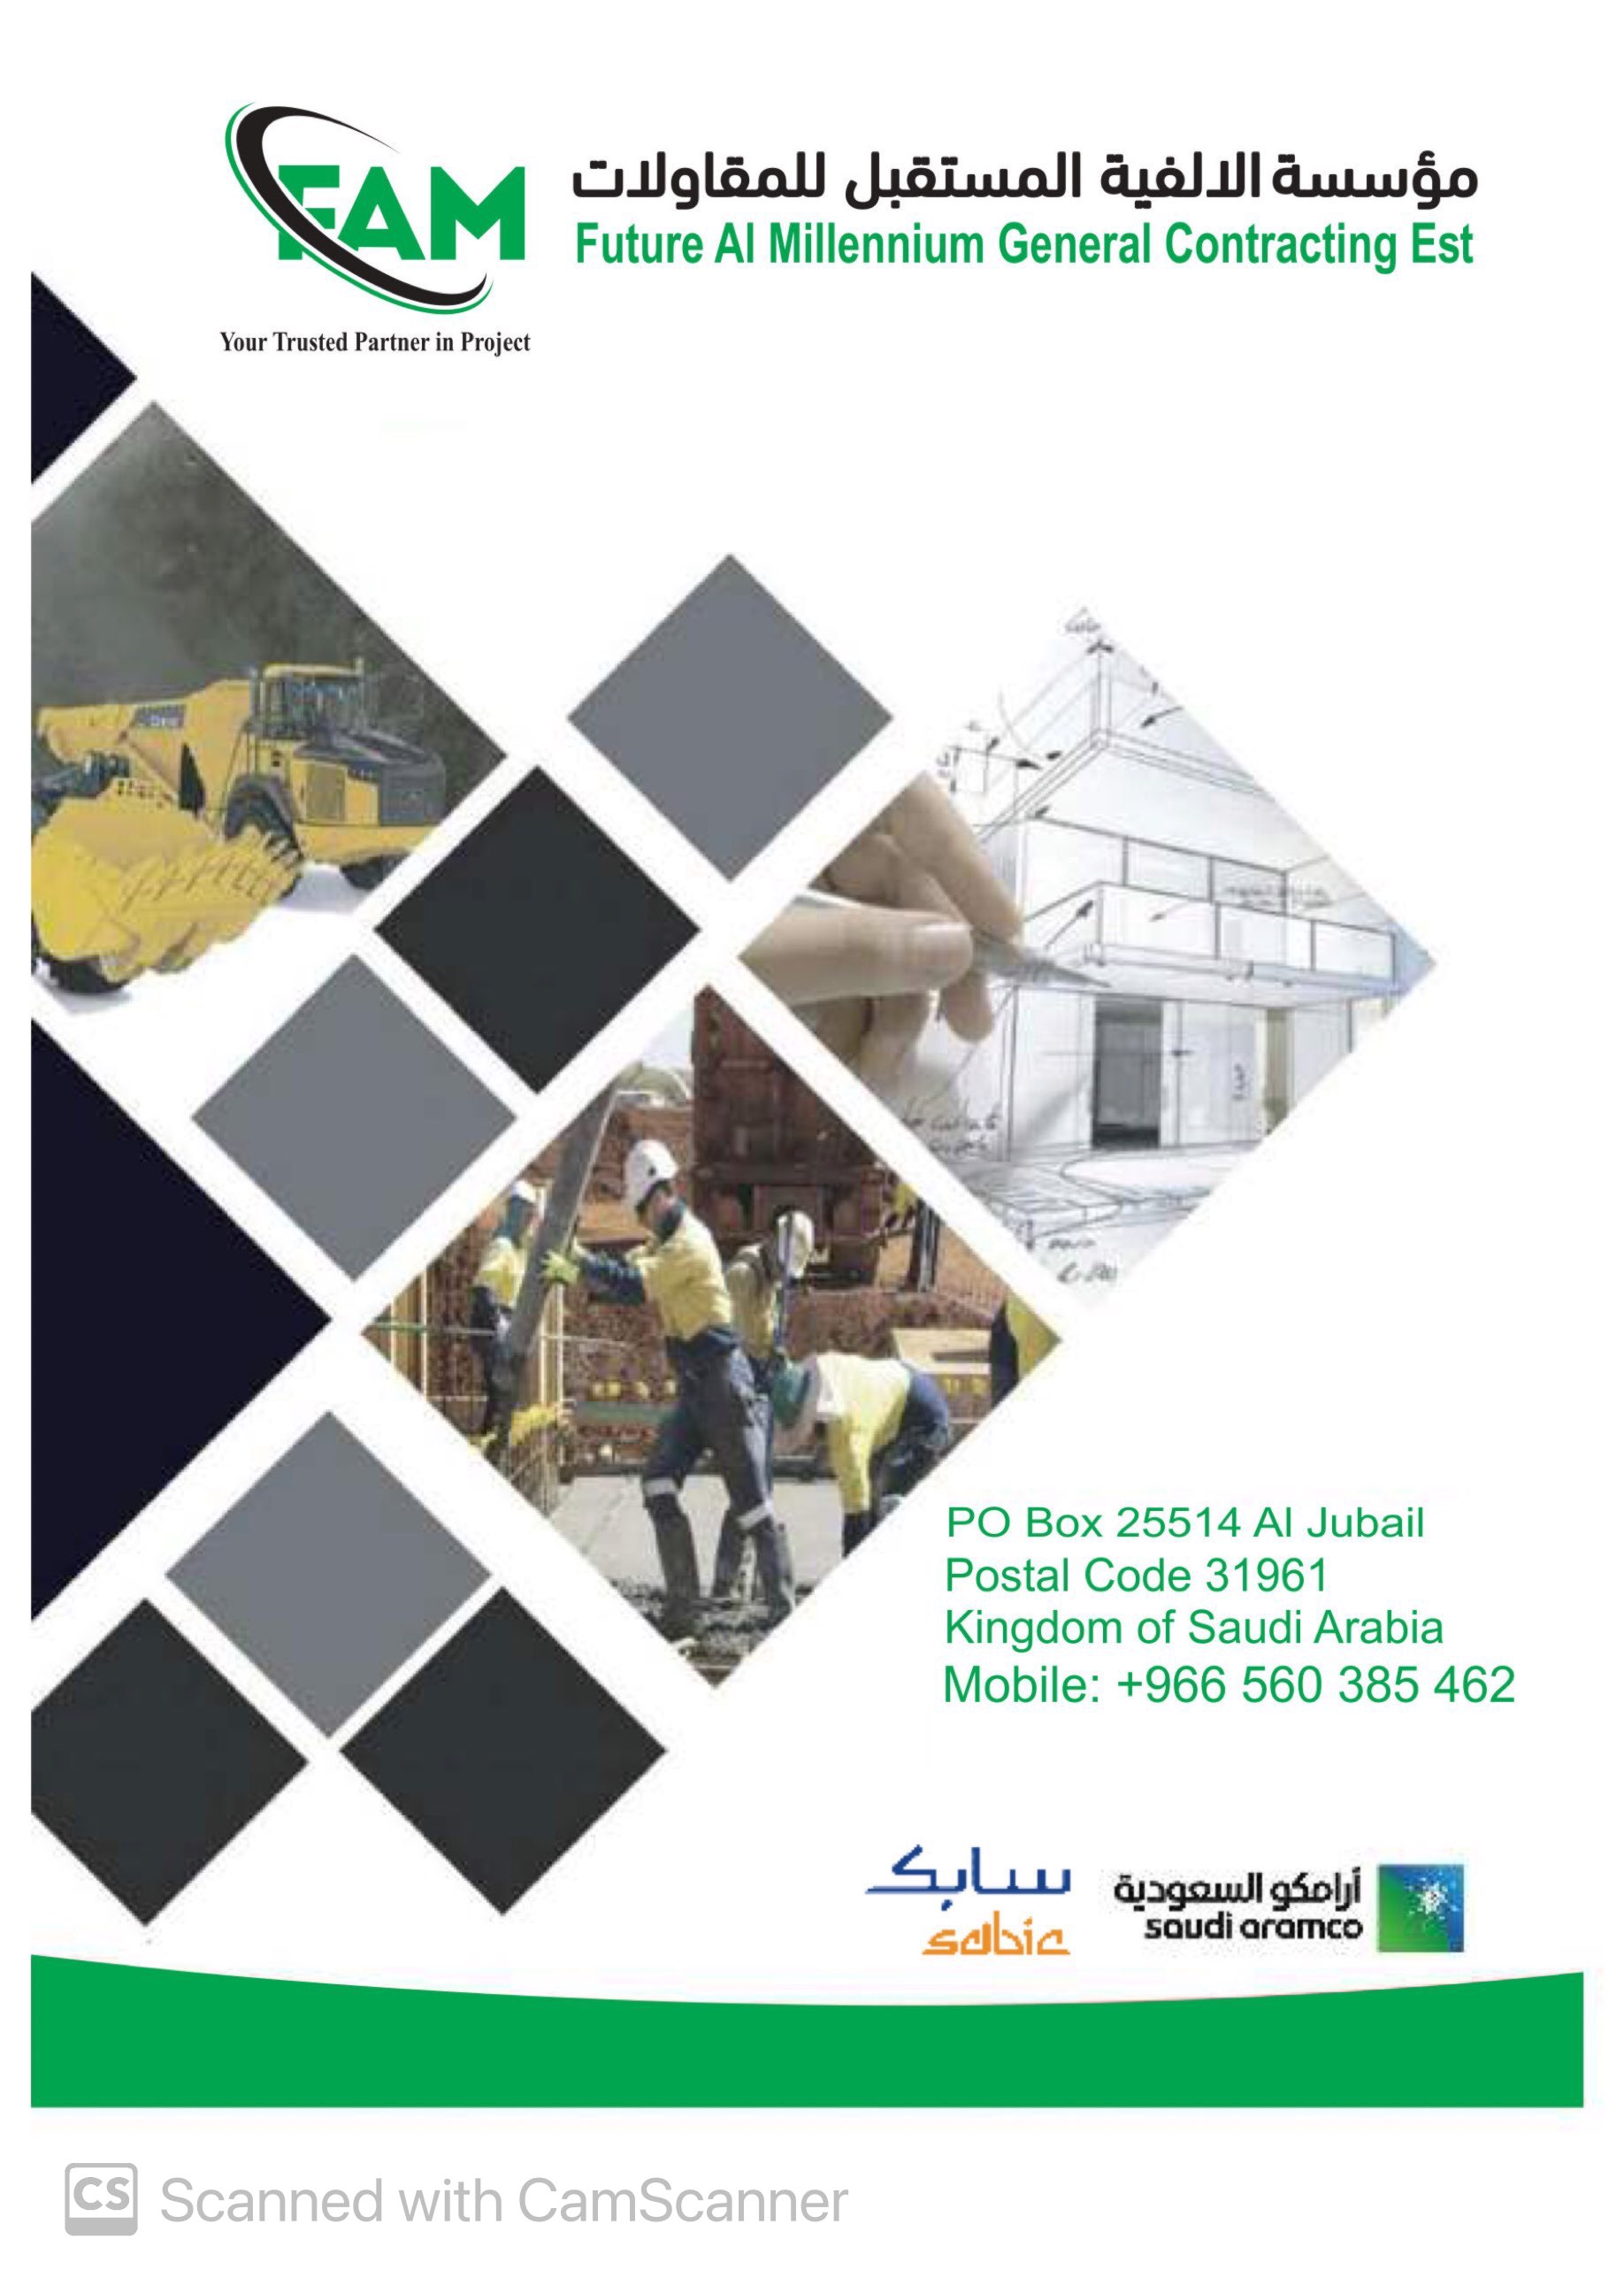 FAM
مؤسسة الالفية المستقبل للمقاولات
Future Al Millennium General Contracting Est
Your Trusted Partner in Project
PO Box 25514 Al Jubail
Postal Code 31961
Kingdom of Saudi Arabia
Mobile: +966 560 385 462
سابك
sabic
أرامكو السعودية
saudi aramco
CS Scanned with CamScanner